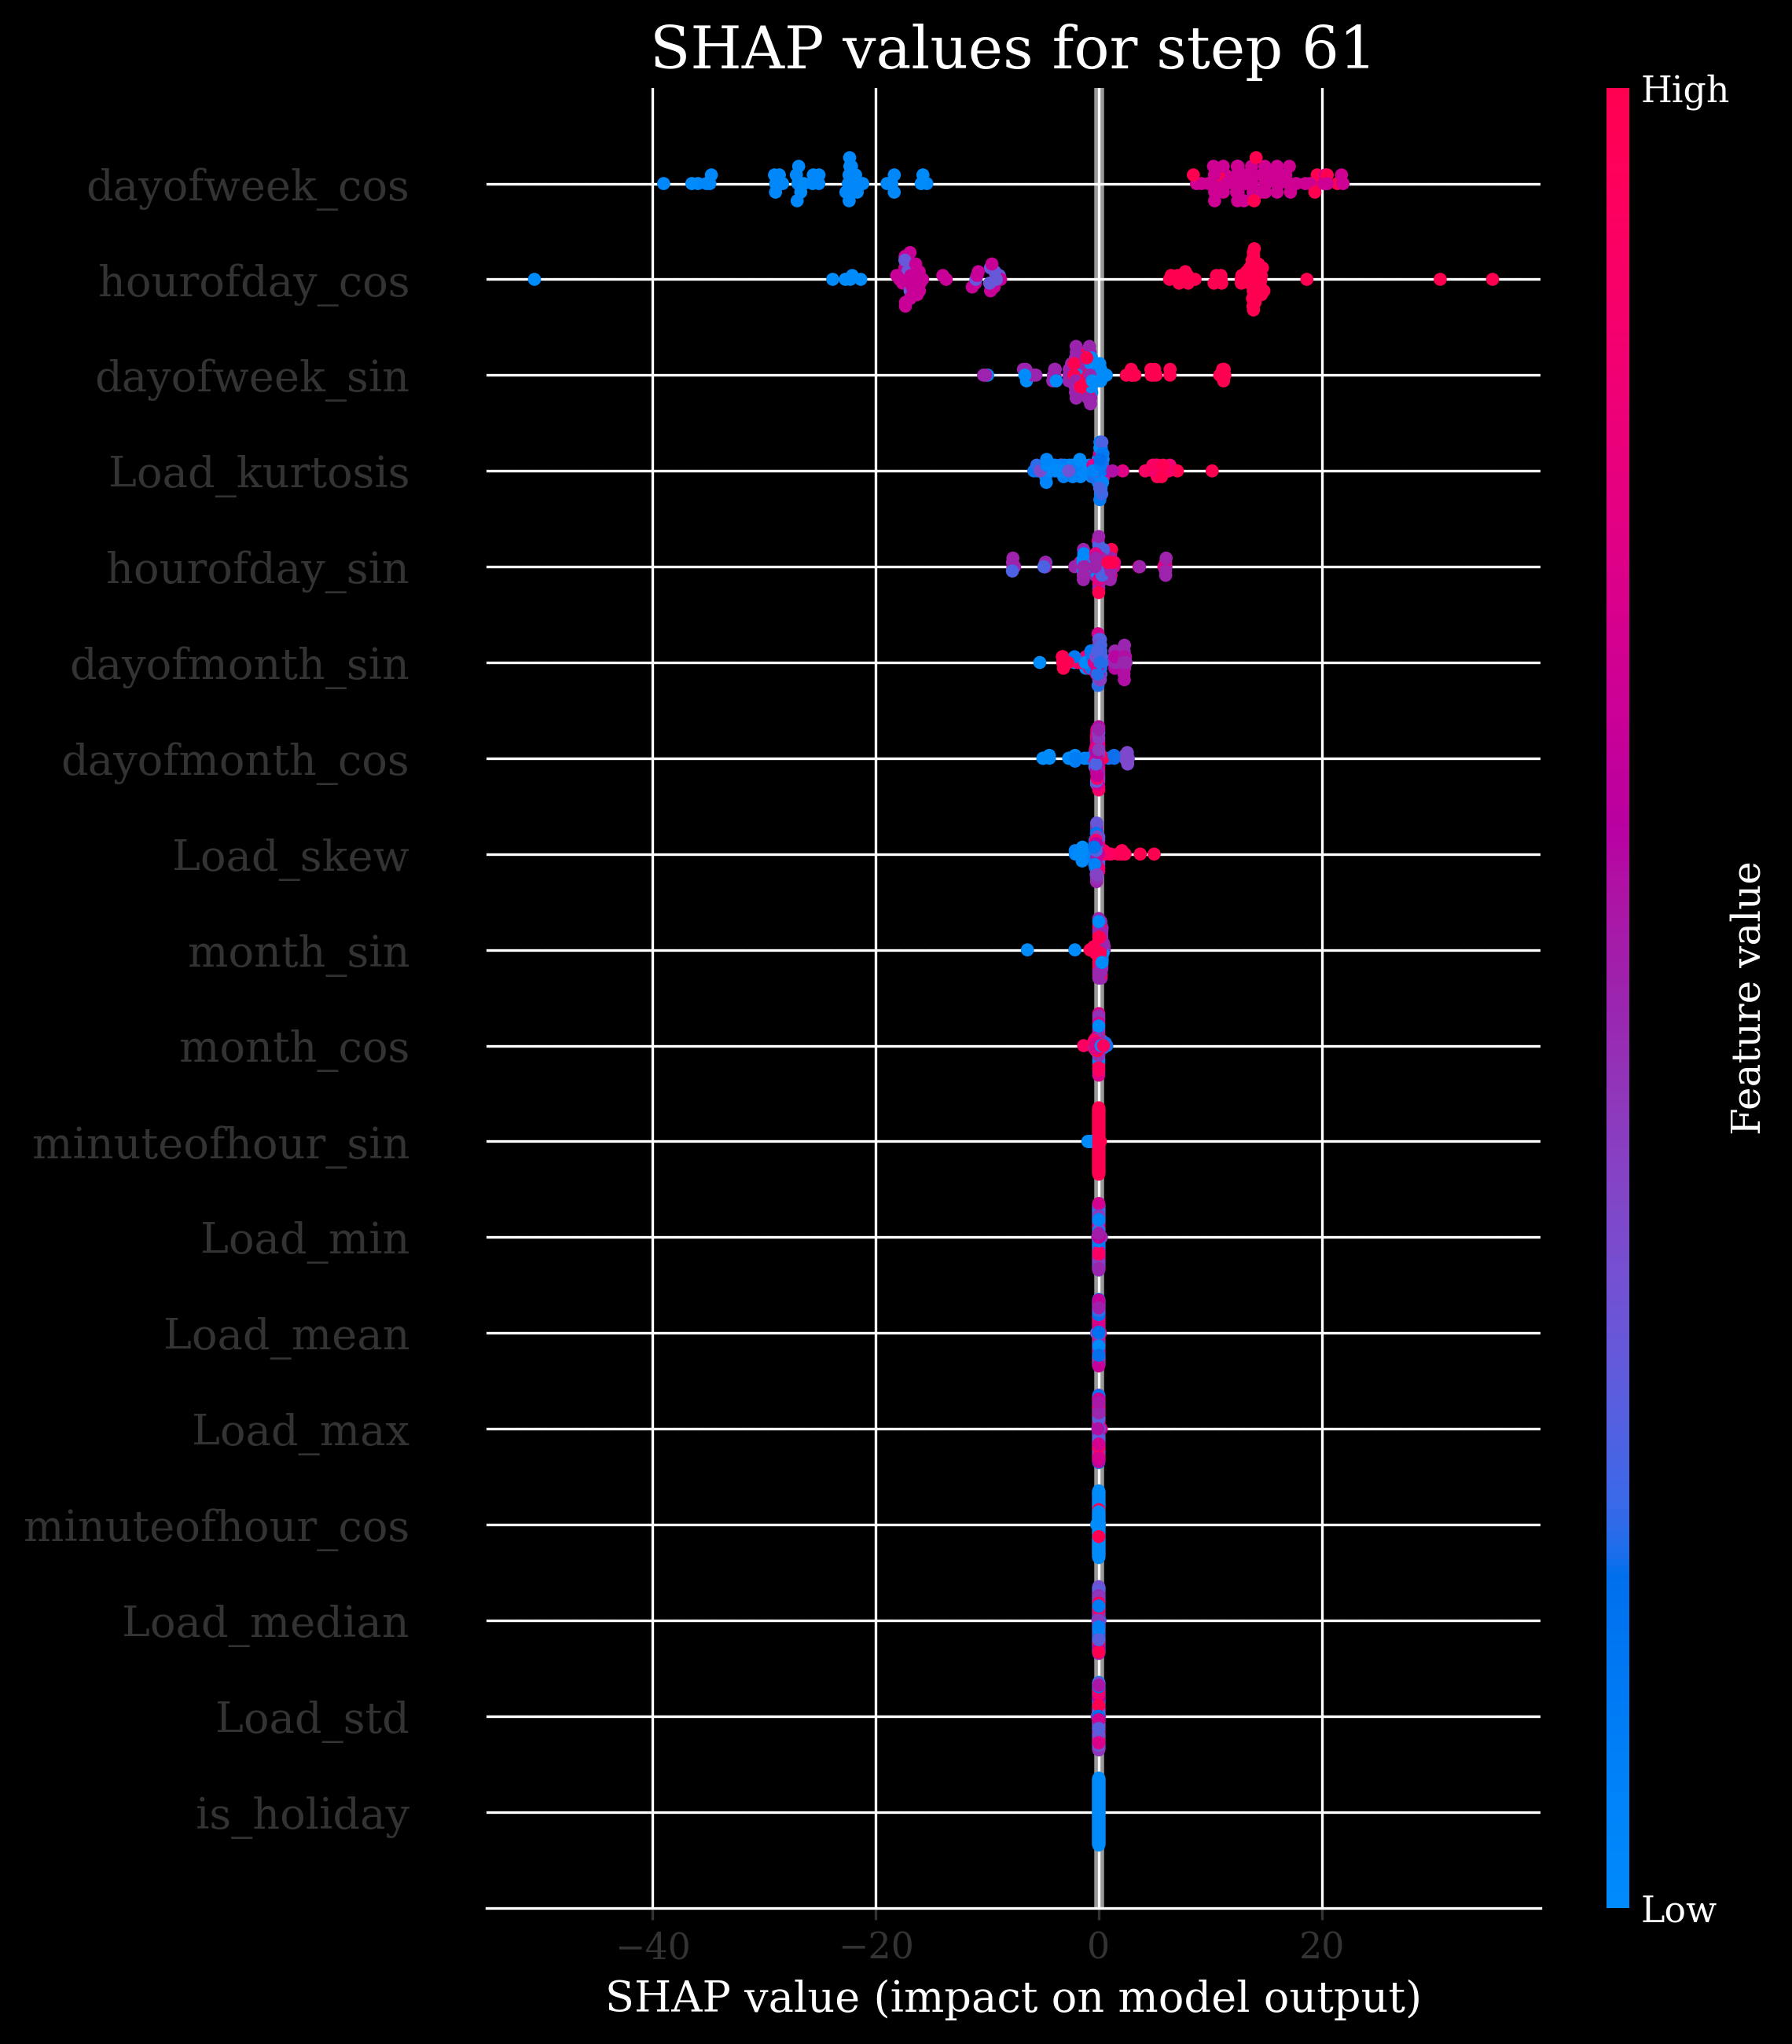 SHAP values for step 61
High
dayofweek_cos
hourofday_cos
dayofweek_sin
Load_kurtosis
hourofday_sin
dayofmonth_sin
dayofmonth_cos
Load_skew
month_sin
month_cos
minuteofhour_sin
Load_min
Load_mean
Load_max
minuteofhour_cos
Load_median
Load_std
is_holiday
Feature value
Low
−40 −20 0 20
SHAP value (impact on model output)